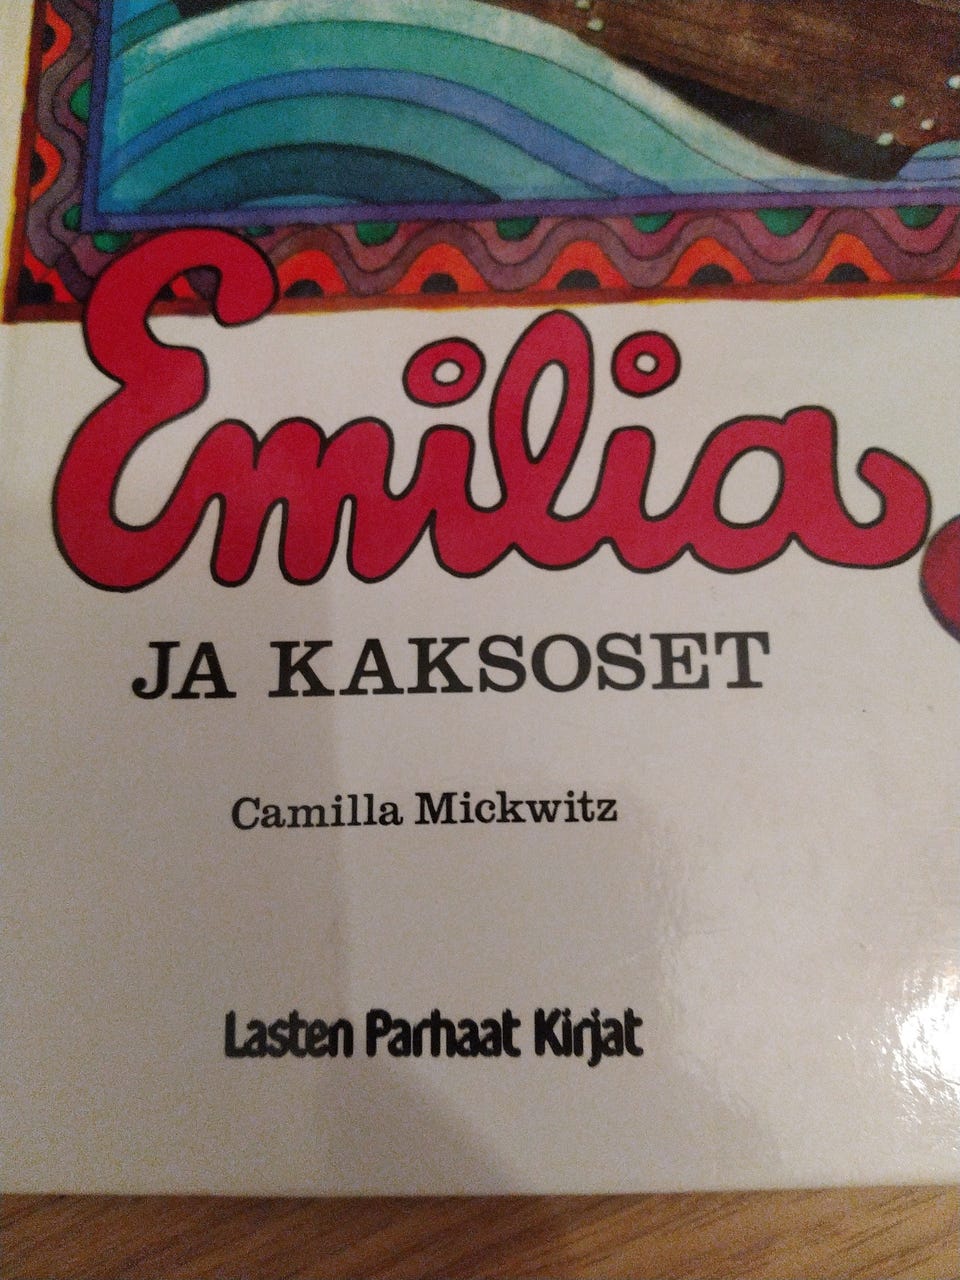 Emilia
JA KAKSOSET
Camilla Mickwitz
Lasten Parhaat Kirjat